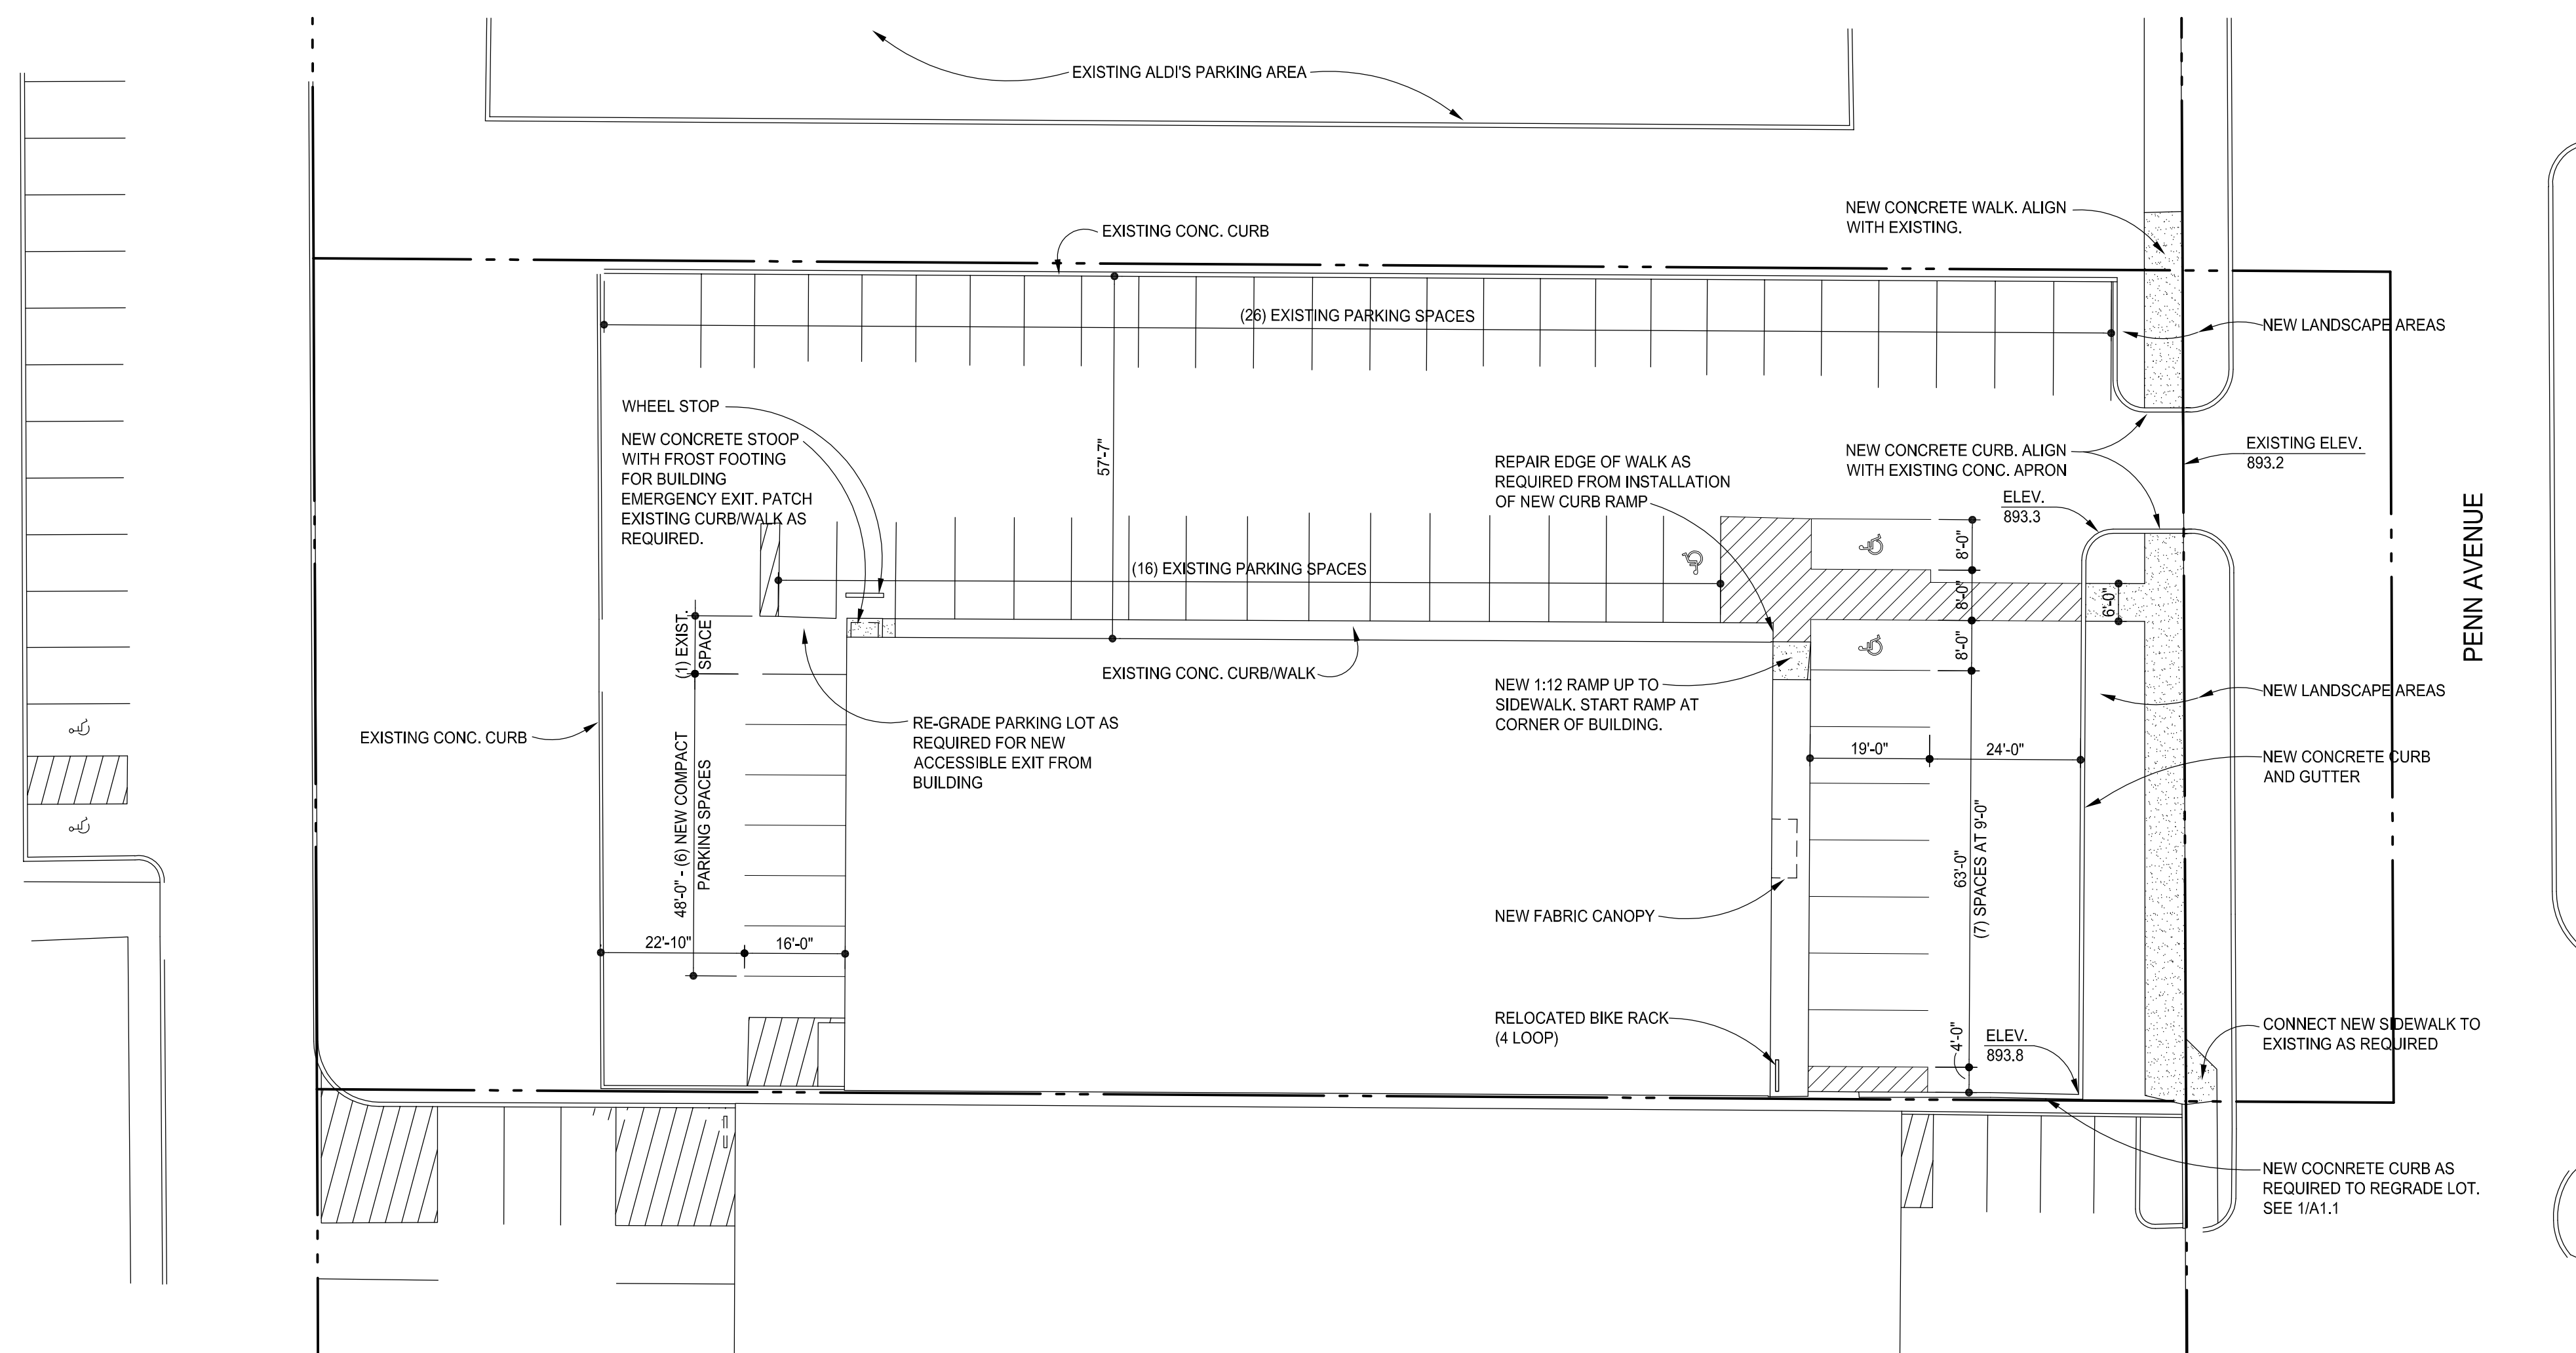 EXISTING ALDI'S PARKING AREA
NEW CONCRETE WALK. ALIGN
WITH EXISTING.
EXISTING CONC. CURB
(26) EXISTING PARKING SPACES
NEW LANDSCAPE AREAS
WHEEL STOP
NEW CONCRETE STOOP
WITH FROST FOOTING
FOR BUILDING
EMERGENCY EXIT. PATCH
EXISTING CURB/WALK AS
REQUIRED.
57'-7"
REPAIR EDGE OF WALK AS
REQUIRED FROM INSTALLATION
OF NEW CURB RAMP
NEW CONCRETE CURB. ALIGN
WITH EXISTING CONC. APRON
EXISTING ELEV.
893.2
ELEV.
893.3
PENN AVENUE
8'-0"
8'-0"
8'-0"
6'-0"
(16) EXISTING PARKING SPACES
(1) EXIST.
SPACE
EXISTING CONC. CURB/WALK
NEW 1:12 RAMP UP TO
SIDEWALK. START RAMP AT
CORNER OF BUILDING.
NEW LANDSCAPE AREAS
EXISTING CONC. CURB
RE-GRADE PARKING LOT AS
REQUIRED FOR NEW
ACCESSIBLE EXIT FROM
BUILDING
19'-0"
24'-0"
NEW CONCRETE CURB
AND GUTTER
48'-0" - (6) NEW COMPACT
PARKING SPACES
63'-0"
(7) SPACES AT 9'-0"
22'-10"
16'-0"
NEW FABRIC CANOPY
RELOCATED BIKE RACK
(4 LOOP)
4'-0"
ELEV.
893.8
CONNECT NEW SIDEWALK TO
EXISTING AS REQUIRED
NEW COCNRETE CURB AS
REQUIRED TO REGRADE LOT.
SEE 1/A1.1